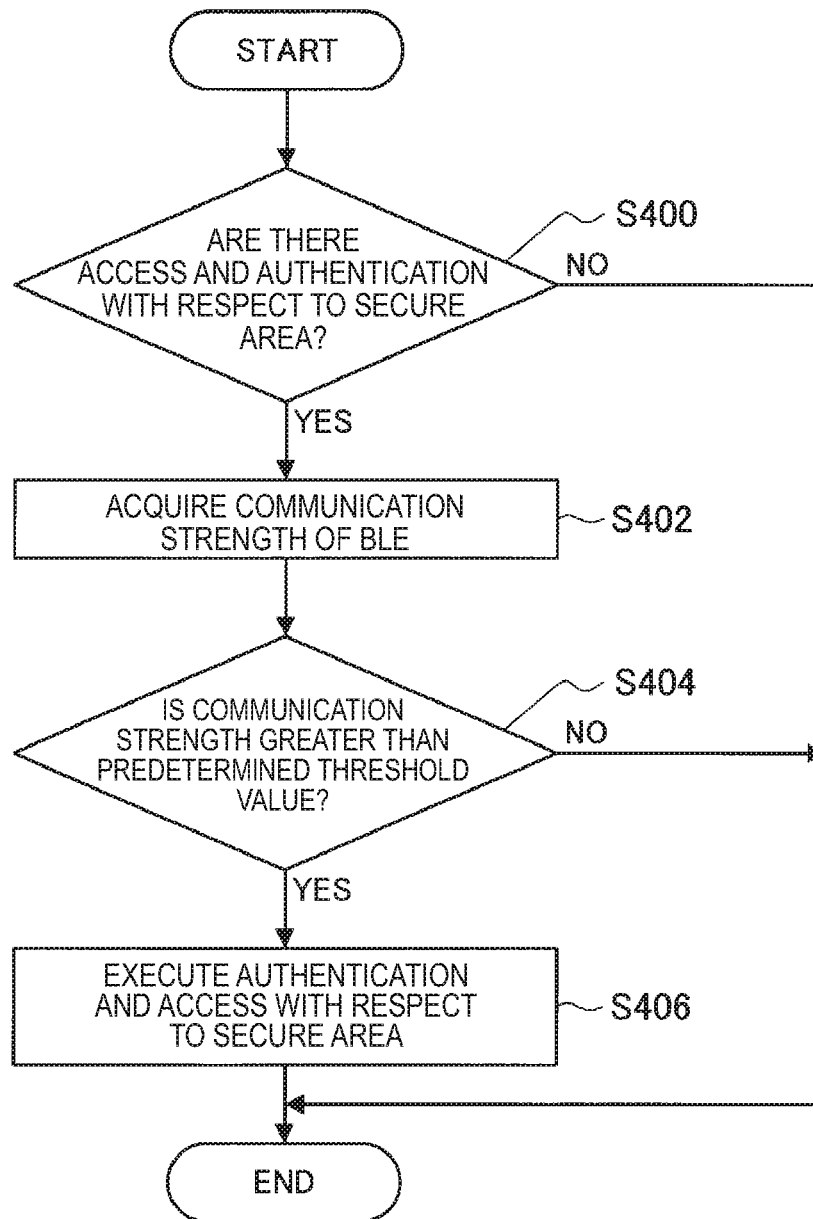 START
S400
ARE THERE
ACCESS AND AUTHENTICATION
WITH RESPECT TO SECURE
AREA?
NO
YES
ACQUIRE COMMUNICATION
STRENGTH OF BLE
S402
S404
IS COMMUNICATION
STRENGTH GREATER THAN
PREDETERMINED THRESHOLD
VALUE?
NO
YES
EXECUTE AUTHENTICATION
AND ACCESS WITH RESPECT
TO SECURE AREA
S406
END